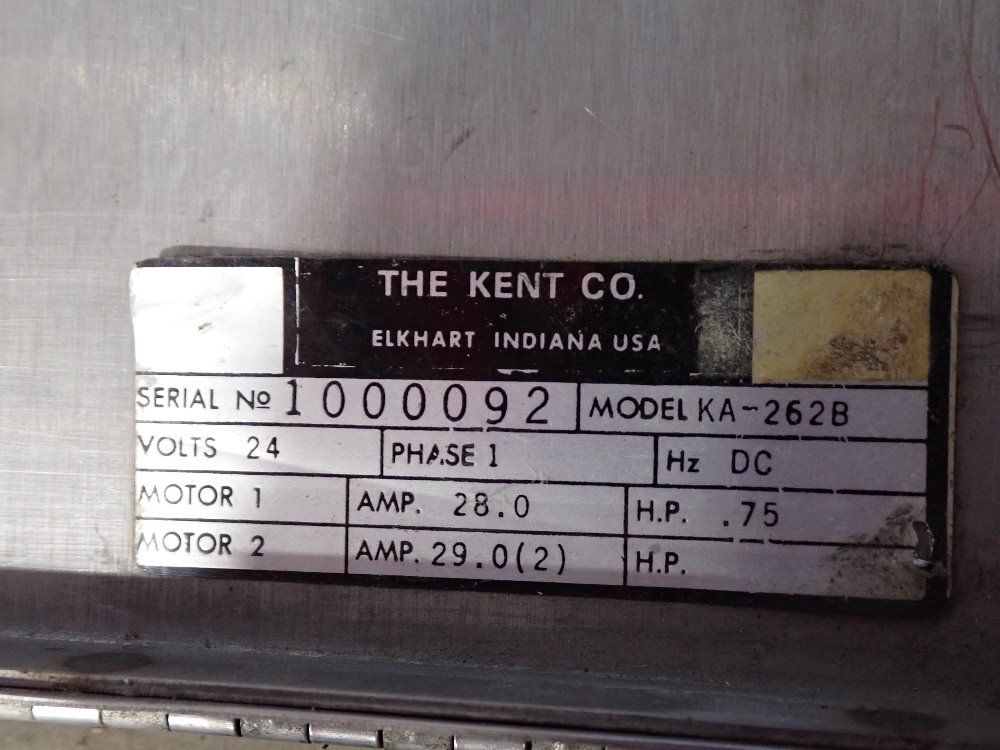 THE KENT CO.
ELKHART INDIANA USA
SERIAL Nº 1000092 MODEL KA-262B
VOLTS 24 PHASE 1 Hz DC
MOTOR 1 AMP. 28.0 H.P. .75
MOTOR 2 AMP. 29.0(2) H.P.